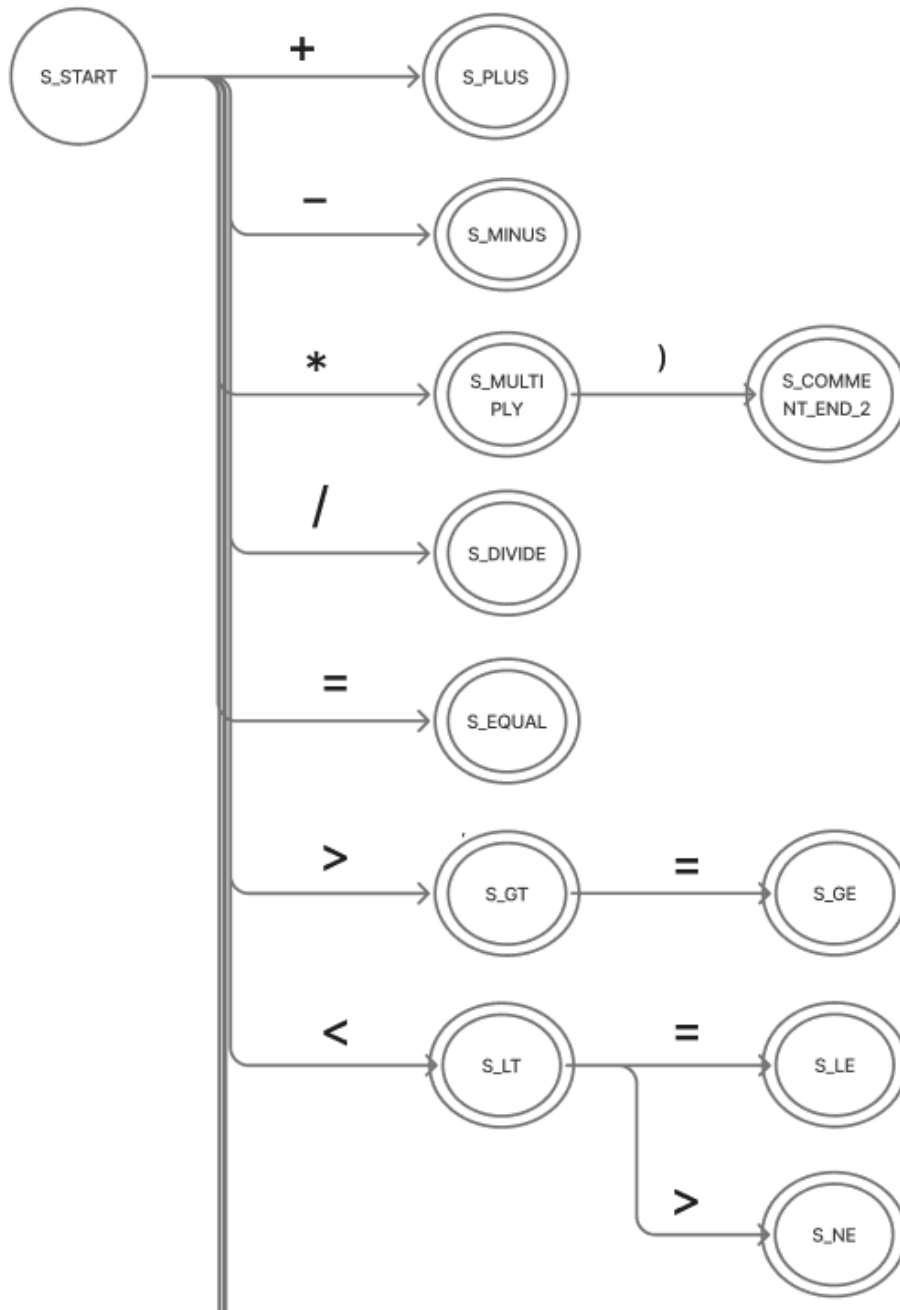 +
S_START
S_PLUS
−
S_MINUS
*
)
S_MULTI
PLY
S_COMME
NT_END_2
/
S_DIVIDE
=
S_EQUAL
>
=
S_GT
S_GE
<
=
S_LT
S_LE
>
S_NE